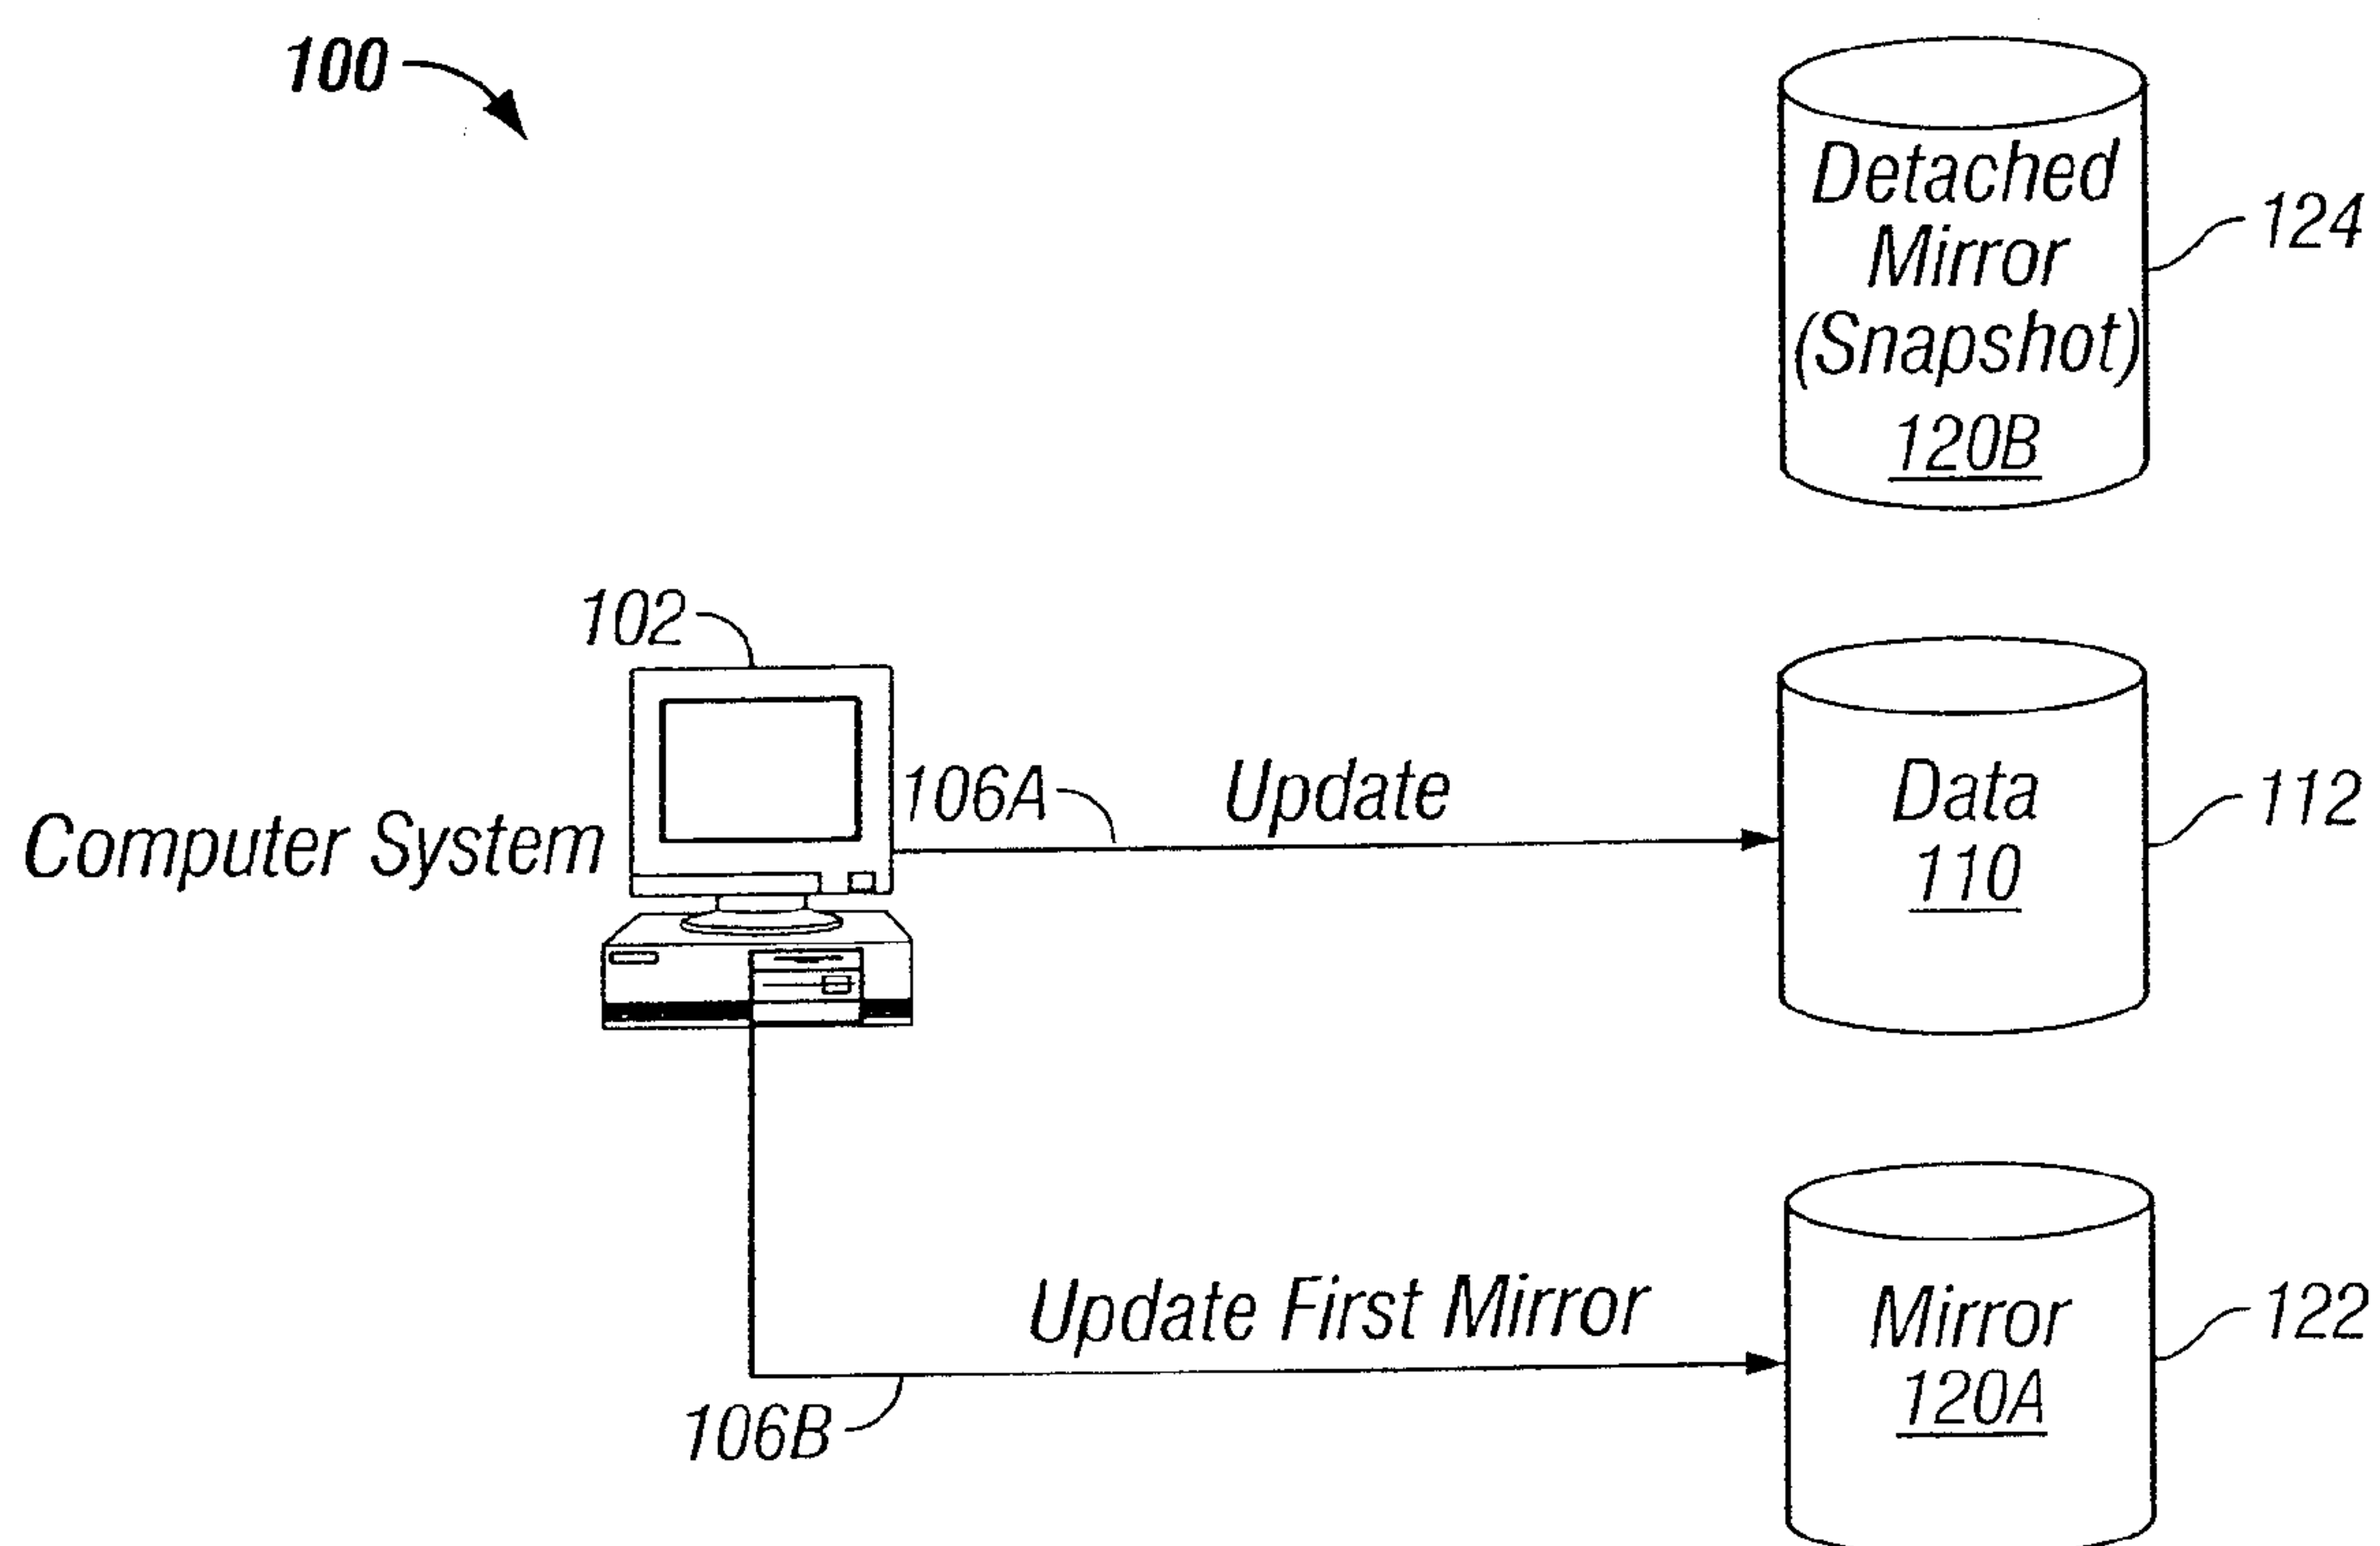 100
Detached
Mirror
(Snapshot)
120B
124
102
Computer System
106A
Update
Data
110
112
Update First Mirror
106B
Mirror
120A
122